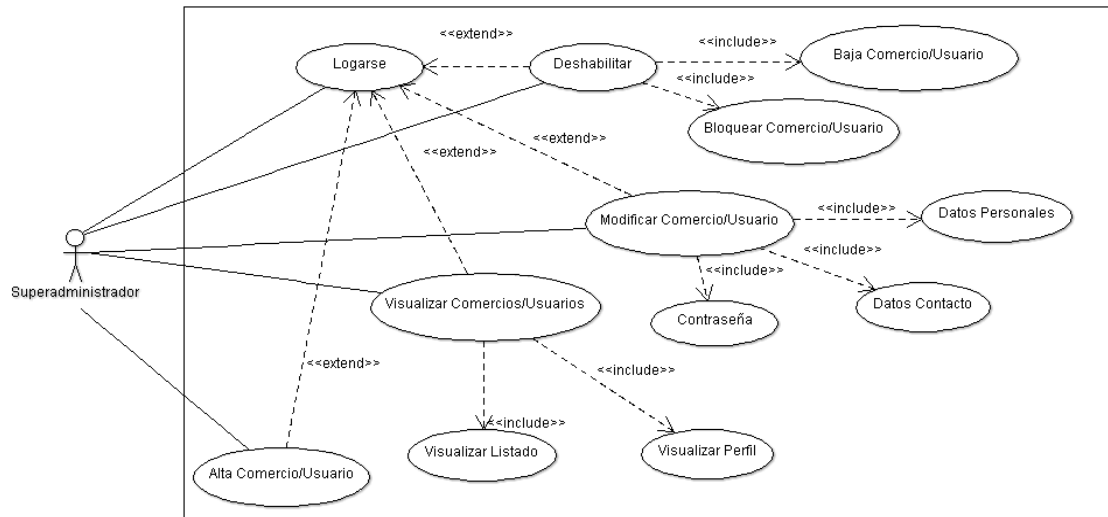 <<extend>>
<<include>>
Baja Comercio/Usuario
Logarse
Deshabilitar
<<include>>
Bloquear Comercio/Usuario
<<extend>>
<<extend>>
Modificar Comercio/Usuario
<<include>>
Datos Personales
<<include>>
<<include>>
Superadministrador
Visualizar Comercios/Usuarios
Contraseña
Datos Contacto
<<extend>>
<<include>>
<<include>>
Visualizar Listado
Visualizar Perfil
Alta Comercio/Usuario